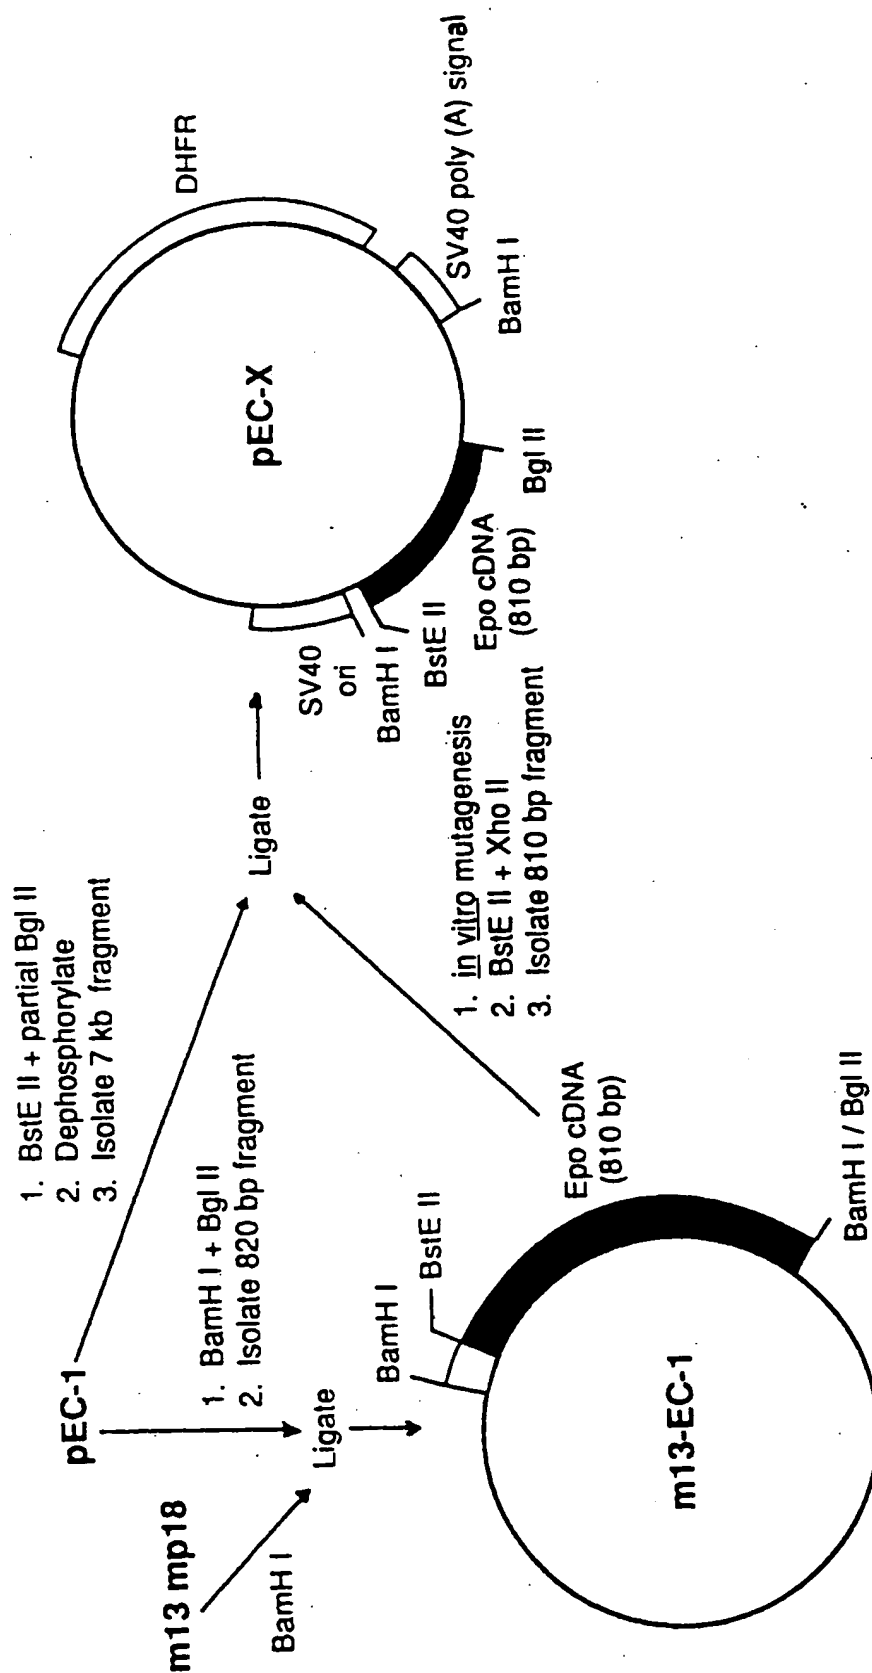 m13 mp18
BamH I
pEC-1
1. BamH I + Bgl II
2. Isolate 820 bp fragment
Ligate
1. BstE II + partial Bgl II
2. Dephosphorylate
3. Isolate 7 kb fragment
m13-EC-1
BamH I
BstE II
Epo cDNA
(810 bp)
BamH I / Bgl II
1. in vitro mutagenesis
2. BstE II + Xho II
3. Isolate 810 bp fragment
Ligate
pEC-X
DHFR
SV40 poly (A) signal
BamH I
Bgl II
Epo cDNA
(810 bp)
BstE II
BamH I
SV40
ori